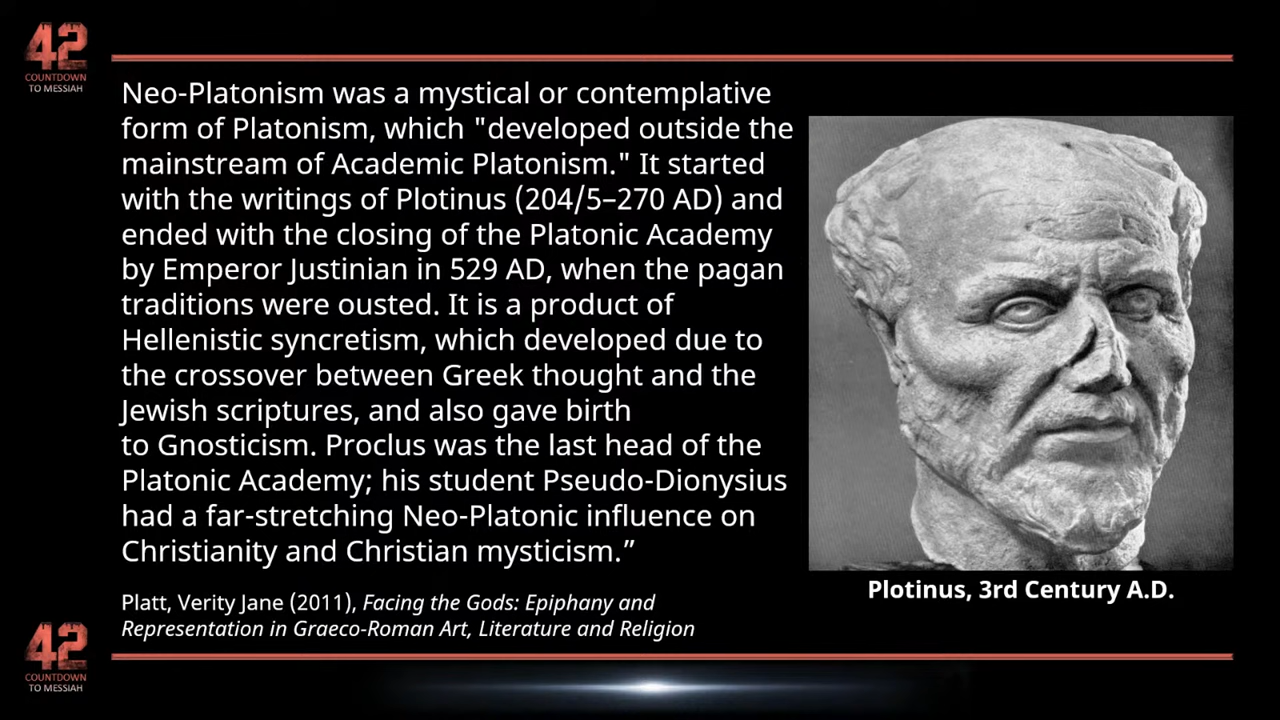 42
COUNTDOWN
TO MESSIAH
Neo-Platonism was a mystical or contemplative
form of Platonism, which "developed outside the
mainstream of Academic Platonism." It started
with the writings of Plotinus (204/5–270 AD) and
ended with the closing of the Platonic Academy
by Emperor Justinian in 529 AD, when the pagan
traditions were ousted. It is a product of
Hellenistic syncretism, which developed due to
the crossover between Greek thought and the
Jewish scriptures, and also gave birth
to Gnosticism. Proclus was the last head of the
Platonic Academy; his student Pseudo-Dionysius
had a far-stretching Neo-Platonic influence on
Christianity and Christian mysticism.”
Plotinus, 3rd Century A.D.
Platt, Verity Jane (2011), Facing the Gods: Epiphany and
Representation in Graeco-Roman Art, Literature and Religion
42
COUNTDOWN
TO MESSIAH